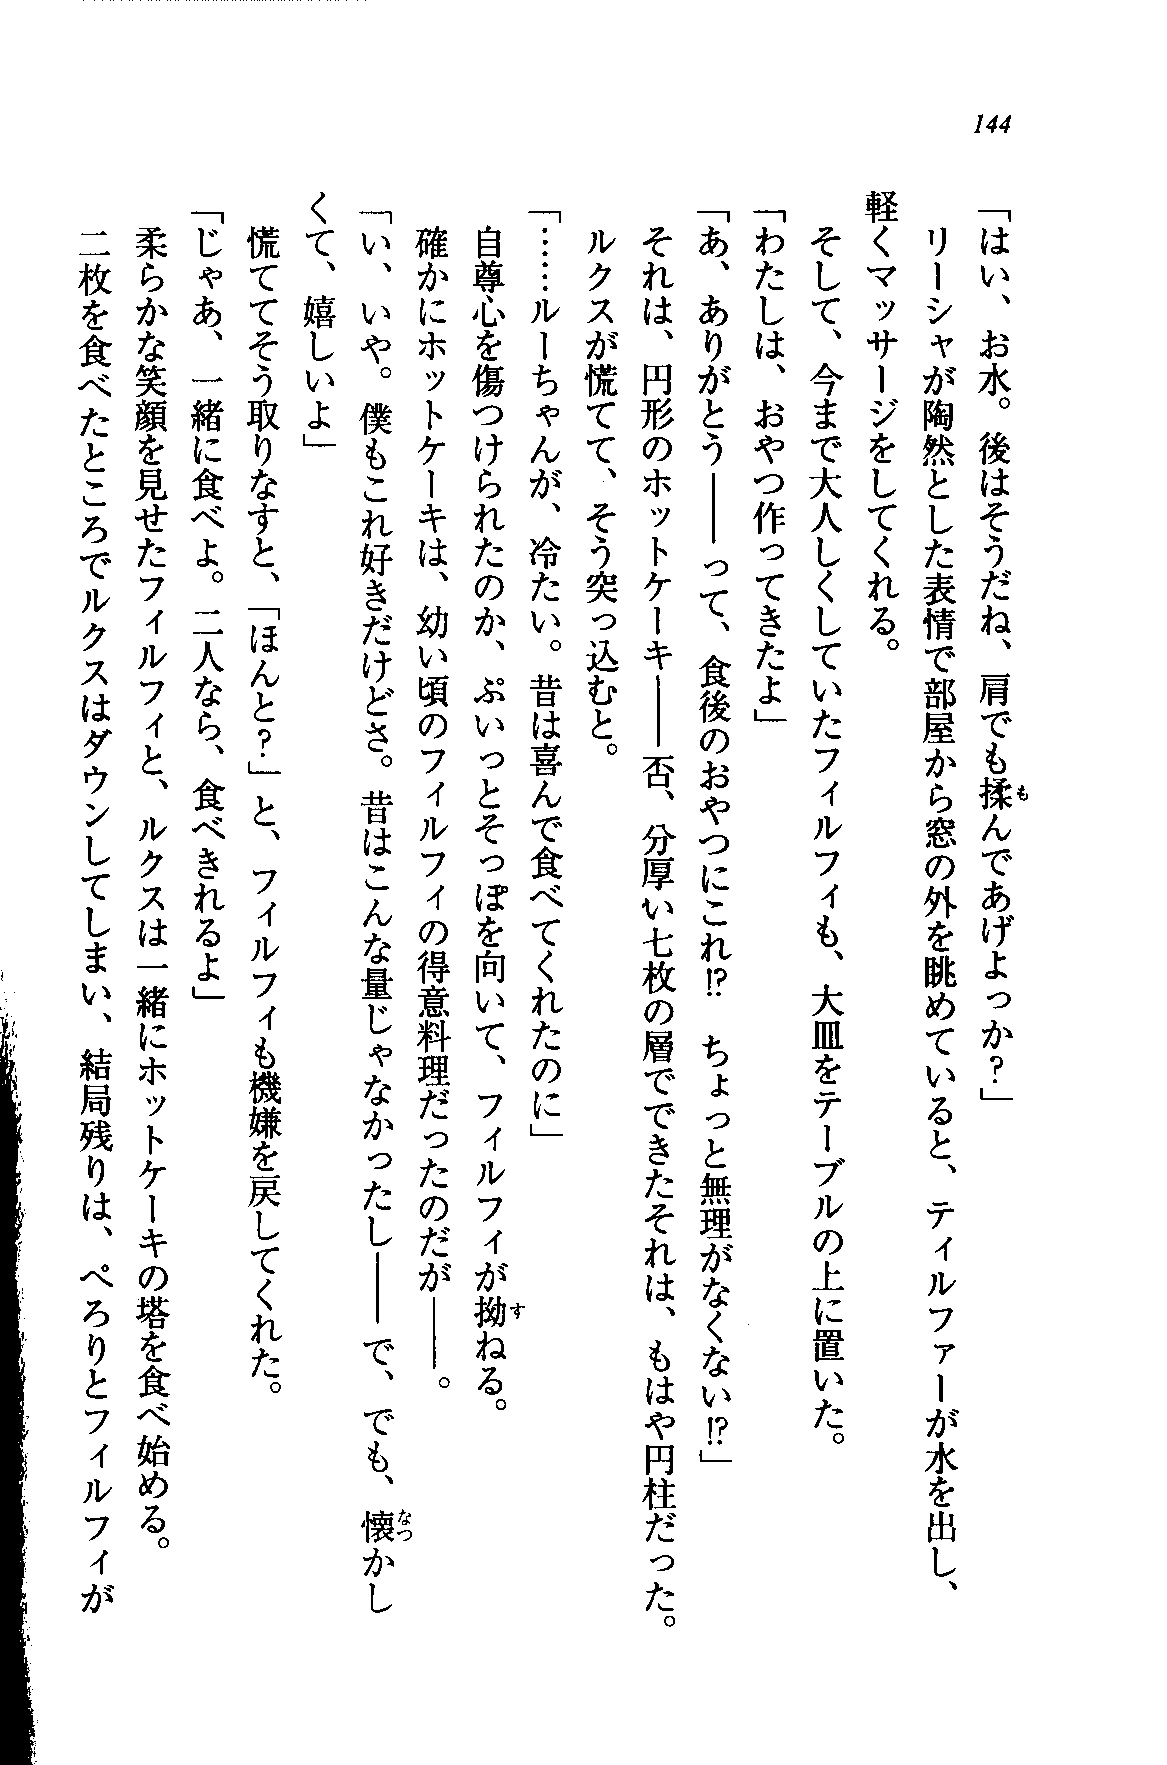 144
「はい、お水。後はそうだね、肩でも揉んであげよっか？」
リーシャが陶然とした表情で部屋から窓の外を眺めていると、ティルファーが水を出し、
軽くマッサージをしてくれる。
そして、今まで大人しくしていたフィルフィも、大皿をテーブルの上に置いた。
「わたしは、おやつ作ってきたよ」
「あ、ありがとう――って、食後のおやつにこれ!?　ちょっと無理がなくない!?」
それは、円形のホットケーキ――否、分厚い七枚の層でできたそれは、もはや円柱だった。
ルクスが慌てて、そう突っ込むと。
「……ルーちゃんが、冷たい。昔は喜んで食べてくれたのに」
自尊心を傷つけられたのか、ぷいっとそっぽを向いて、フィルフィが拗ねる。
確かにホットケーキは、幼い頃のフィルフィの得意料理だったのだが――。
「い、いや。僕もこれ好きだけどさ。昔はこんな量じゃなかったし――で、でも、懐かし
くて、嬉しいよ」
慌ててそう取りなすと、「ほんと？」と、フィルフィも機嫌を戻してくれた。
「じゃあ、一緒に食べよ。二人なら、食べきれるよ」
柔らかな笑顔を見せたフィルフィと、ルクスは一緒にホットケーキの塔を食べ始める。
二枚を食べたところでルクスはダウンしてしまい、結局残りは、ぺろりとフィルフィが